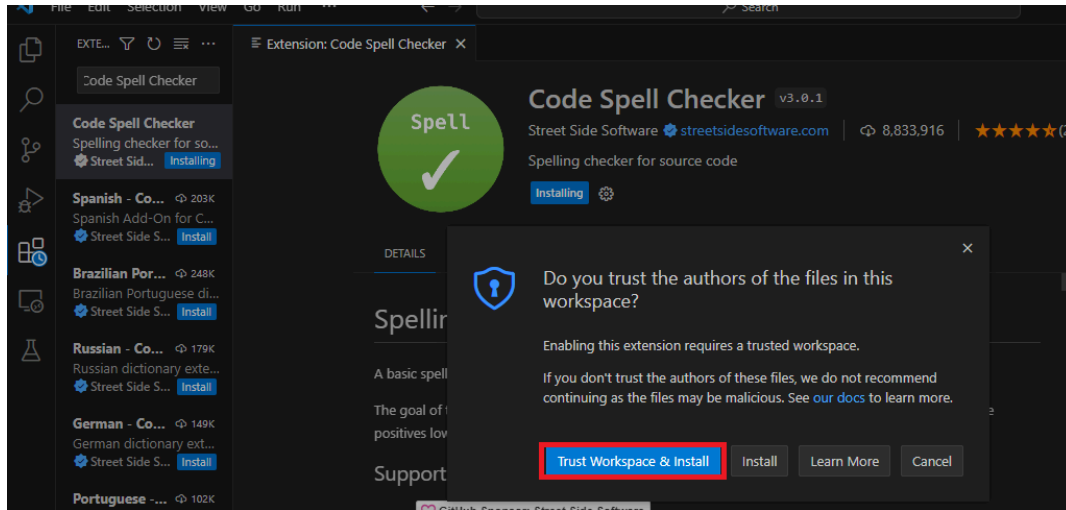 File Edit Selection View Go Run ... Search
EXTE...
Extension: Code Spell Checker
Code Spell Checker
Code Spell Checker
Spelling checker for so...
Street Sid... Installing
Spanish - Co... 203K
Spanish Add-On for C...
Street Side S... Install
Brazilian Por... 248K
Brazilian Portuguese di...
Street Side S... Install
Russian - Co... 179K
Russian dictionary exte...
Street Side S... Install
German - Co... 149K
German dictionary ext...
Street Side S... Install
Portuguese -... 102K
Spell
Code Spell Checker v3.0.1
Street Side Software streetsidesoftware.com 8,833,916
Spelling checker for source code
Installing
DETAILS
Spellin
A basic spell
The goal of
positives low
Support
GitHub Sponsor: Street Side Software
Do you trust the authors of the files in this
workspace?
Enabling this extension requires a trusted workspace.
If you don't trust the authors of these files, we do not recommend
continuing as the files may be malicious. See our docs to learn more.
Trust Workspace & Install Install Learn More Cancel